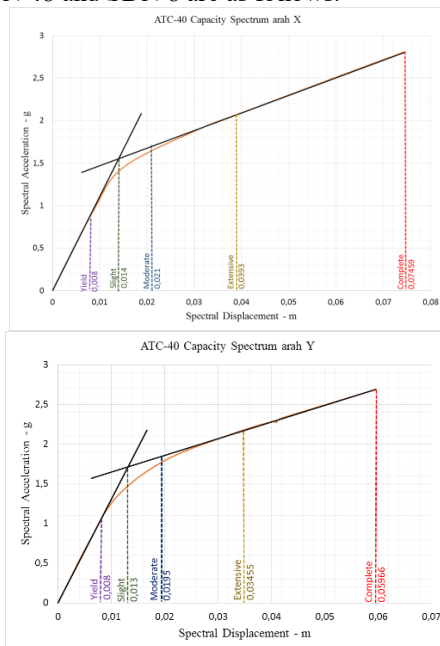 ATC-40 Capacity Spectrum arah X
Spectral Acceleration - g
3
2,5
2
1,5
1
0,5
0
Yield
0,008
Slight
0,014
Moderate
0,021
Extensive
0,0393
Complete
0,07459
0 0,01 0,02 0,03 0,04 0,05 0,06 0,07 0,08
Spectral Displacement - m
ATC-40 Capacity Spectrum arah Y
Spectral Acceleration - g
3
2,5
2
1,5
1
0,5
0
Yield
0,008
Slight
0,013
Moderate
0,0195
Extensive
0,03455
Complete
0,05966
0 0,01 0,02 0,03 0,04 0,05 0,06 0,07
Spectral Displacement - m